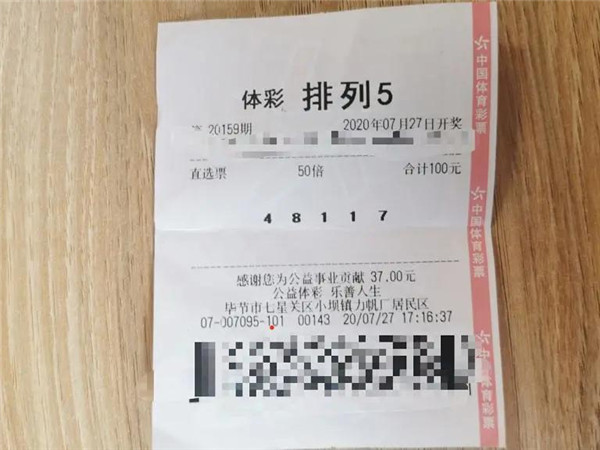 体彩 排列5
第 20159期 2020年07月27日开奖
直选票 50倍 合计100元
4 8 1 1 7
感谢您为公益事业贡献 37.00元
公益体彩 乐善人生
毕节市七星关区小坝镇力帆厂居民区
07-007095-101 00143 20/07/27 17:16:37
中国体育彩票
中国体育彩票
中国体育彩票